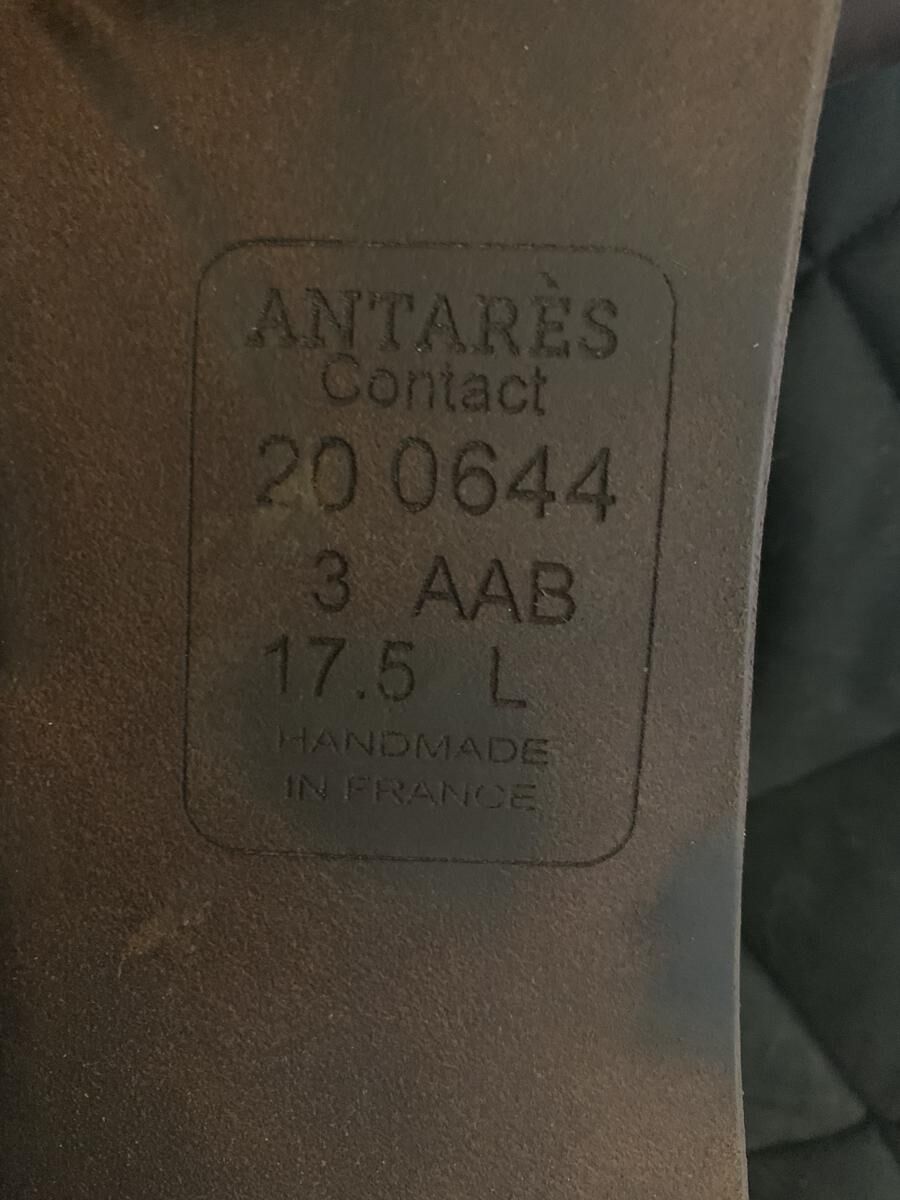 ANTARÈS
Contact
20 0644
3 AAB
17.5 L
HANDMADE
IN FRANCE